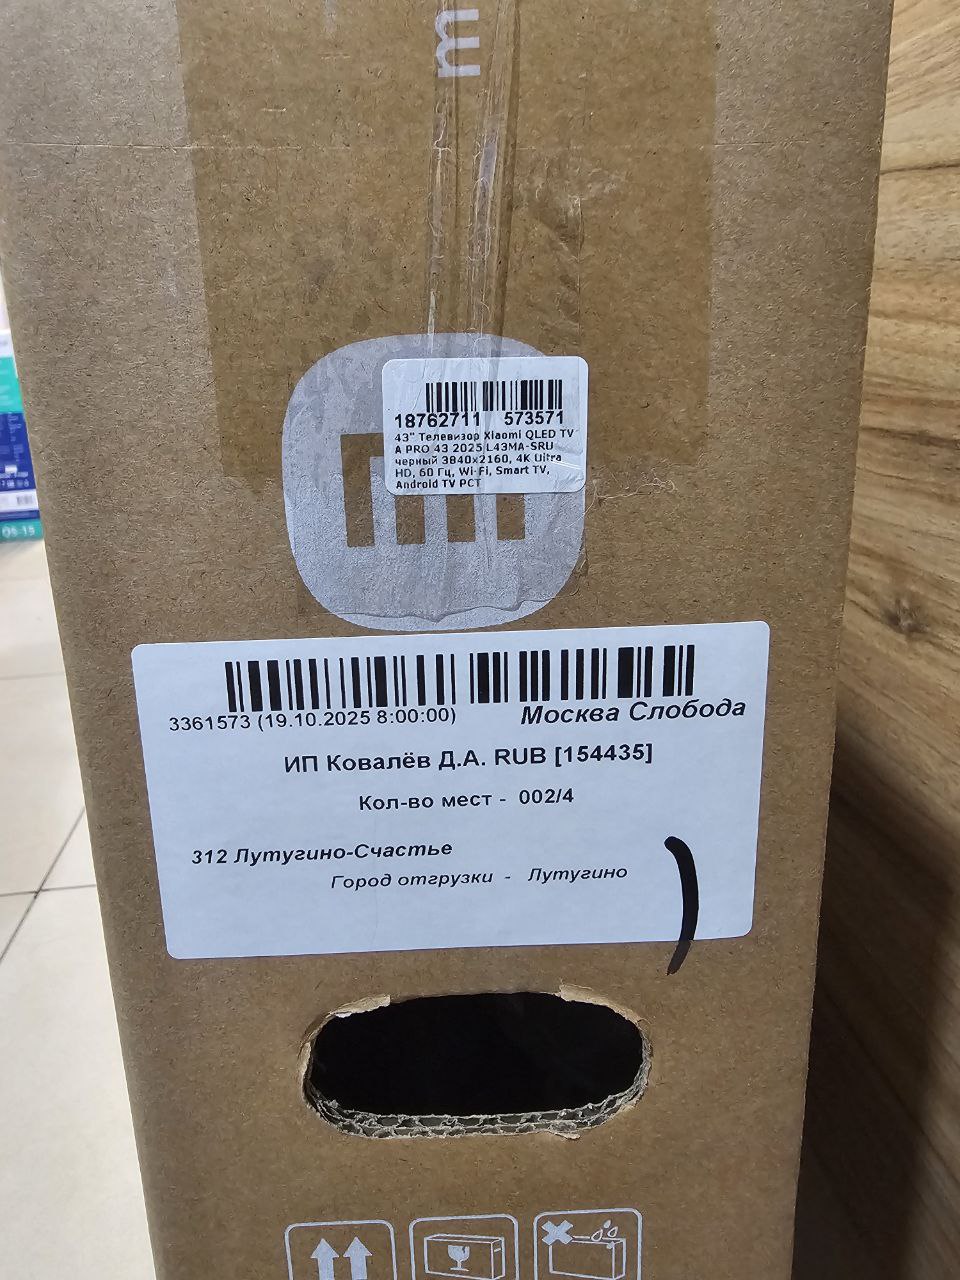 m
18762711 573571
43" Телевизор Xiaomi QLED TV
A PRO 43 2025 L43MA-SRU
черный 3840x2160, 4K Ultra
HD, 60 Гц, Wi-Fi, Smart TV,
Android TV РСТ
3361573 (19.10.2025 8:00:00) Москва Слобода
ИП Ковалёв Д.А. RUB [154435]
Кол-во мест - 002/4
312 Лутугино-Счастье
Город отгрузки - Лутугино